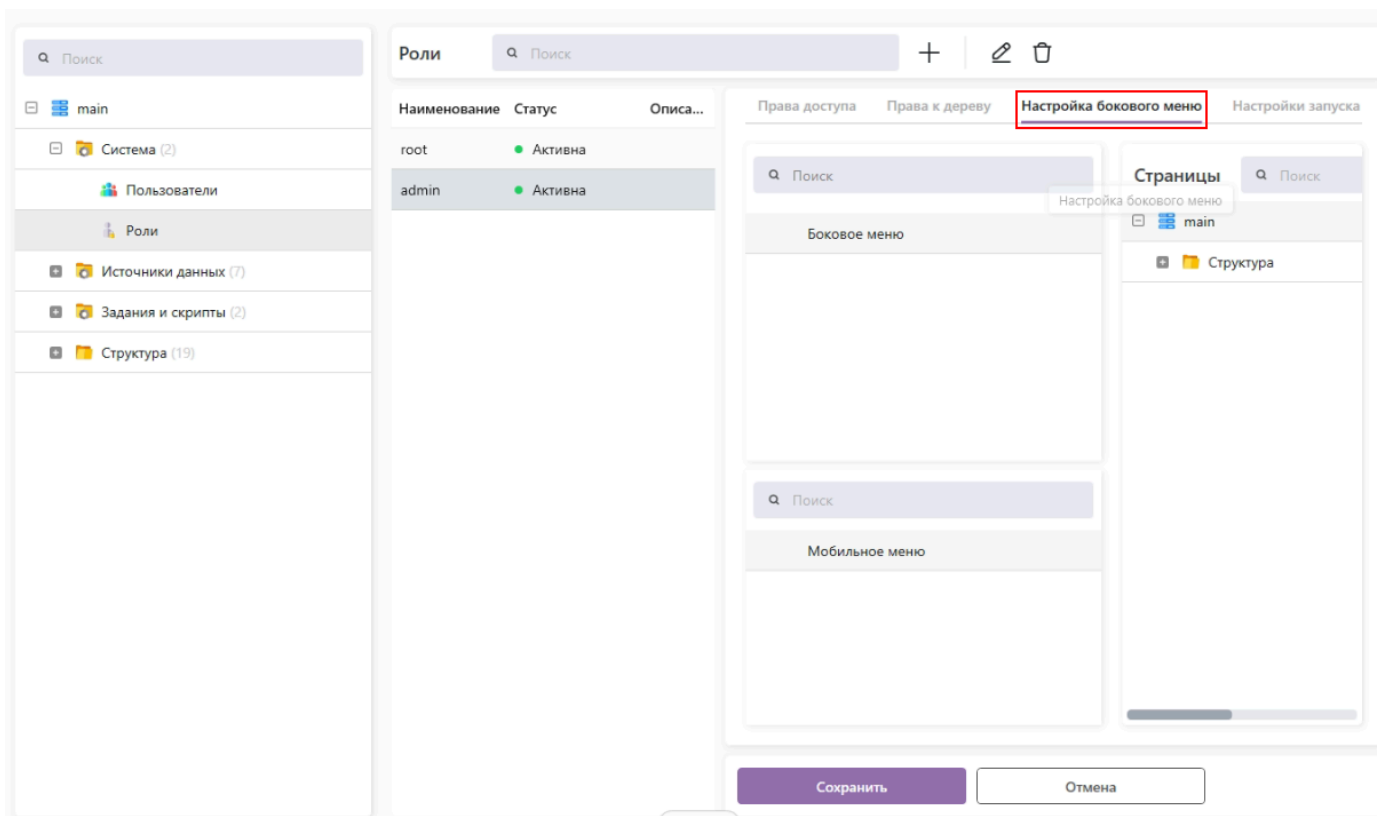 Поиск
main
Система (2)
Пользователи
Роли
Источники данных (7)
Задания и скрипты (2)
Структура (19)
Роли
Поиск
Наименование Статус Описа...
root Активна
admin Активна
Права доступа Права к дереву Настройка бокового меню Настройки запуска
Поиск
Боковое меню
Поиск
Мобильное меню
Страницы Поиск
Настройка бокового меню
main
Структура
Сохранить Отмена